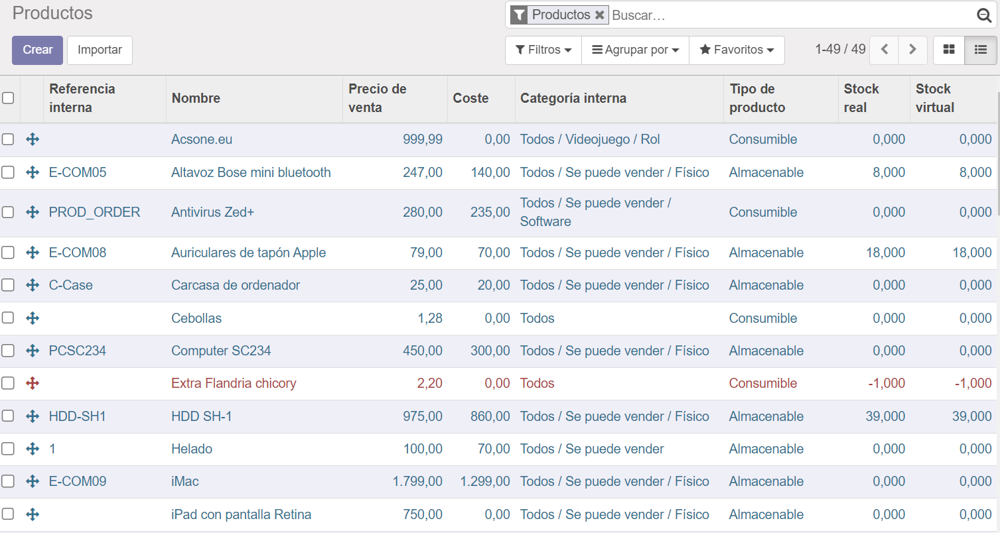 Productos
Productos Buscar…
Crear Importar Filtros Agrupar por Favoritos 1-49 / 49
Referencia interna Nombre Precio de venta Coste Categoría interna Tipo de producto Stock real Stock virtual
Acsone.eu 999,99 0,00 Todos / Videojuego / Rol Consumible 0,000 0,000
E-COM05 Altavoz Bose mini bluetooth 247,00 140,00 Todos / Se puede vender / Físico Almacenable 8,000 8,000
PROD_ORDER Antivirus Zed+ 280,00 235,00 Todos / Se puede vender / Software Consumible 0,000 0,000
E-COM08 Auriculares de tapón Apple 79,00 70,00 Todos / Se puede vender / Físico Almacenable 18,000 18,000
C-Case Carcasa de ordenador 25,00 20,00 Todos / Se puede vender / Físico Almacenable 0,000 0,000
Cebollas 1,28 0,00 Todos Consumible 0,000 0,000
PCSC234 Computer SC234 450,00 300,00 Todos / Se puede vender / Físico Almacenable 0,000 0,000
Extra Flandria chicory 2,20 0,00 Todos Consumible -1,000 -1,000
HDD-SH1 HDD SH-1 975,00 860,00 Todos / Se puede vender / Físico Almacenable 39,000 39,000
1 Helado 100,00 70,00 Todos / Se puede vender Almacenable 0,000 0,000
E-COM09 iMac 1.799,00 1.299,00 Todos / Se puede vender / Físico Almacenable 0,000 0,000
iPad con pantalla Retina 750,00 0,00 Todos / Se puede vender / Físico Almacenable 0,000 0,000